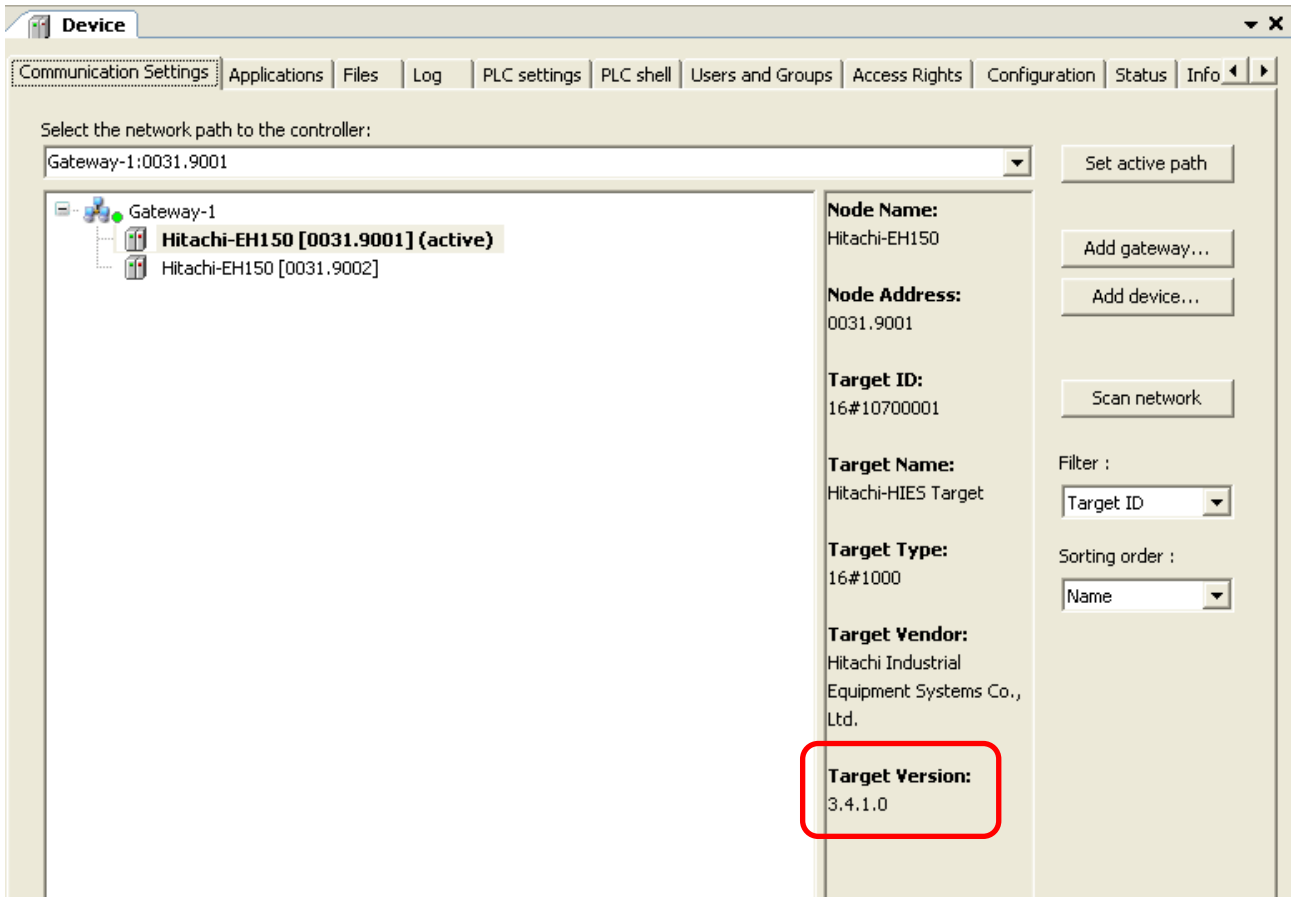 Device
Communication Settings Applications Files Log PLC settings PLC shell Users and Groups Access Rights Configuration Status Info
Select the network path to the controller:
Gateway-1:0031.9001
Set active path
Gateway-1
Hitachi-EH150 [0031.9001] (active)
Hitachi-EH150 [0031.9002]
Node Name:
Hitachi-EH150
Node Address:
0031.9001
Target ID:
16#10700001
Target Name:
Hitachi-HIES Target
Target Type:
16#1000
Target Vendor:
Hitachi Industrial
Equipment Systems Co.,
Ltd.
Target Version:
3.4.1.0
Add gateway...
Add device...
Scan network
Filter :
Target ID
Sorting order :
Name